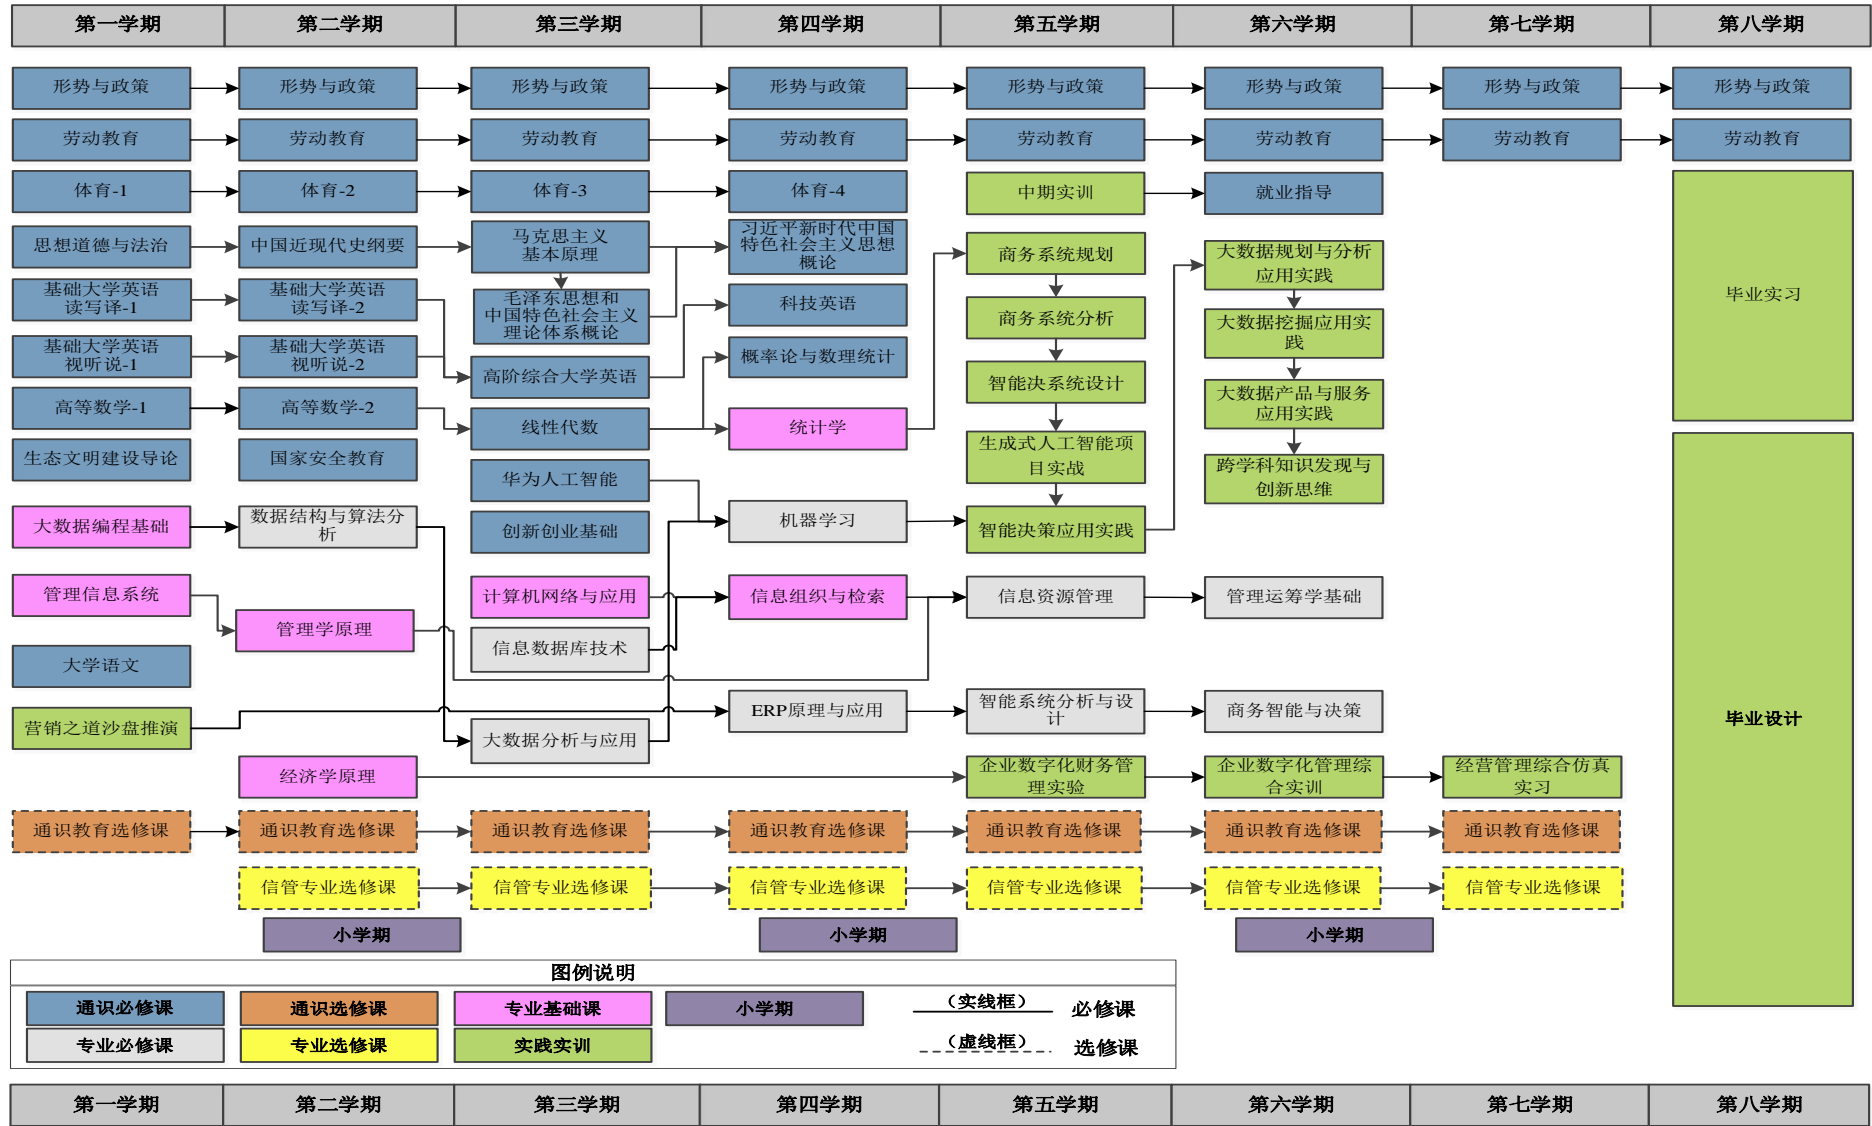 第一学期
第二学期
第三学期
第四学期
第五学期
第六学期
第七学期
第八学期
形势与政策
形势与政策
形势与政策
形势与政策
形势与政策
形势与政策
形势与政策
形势与政策
劳动教育
劳动教育
劳动教育
劳动教育
劳动教育
劳动教育
劳动教育
劳动教育
体育-1
体育-2
体育-3
体育-4
中期实训
就业指导
思想道德与法治
中国近现代史纲要
马克思主义
基本原理
习近平新时代中国
特色社会主义思想
概论
商务系统规划
大数据规划与分析
应用实践
毕业实习
基础大学英语
读写译-1
基础大学英语
读写译-2
毛泽东思想和
中国特色社会主义
理论体系概论
科技英语
商务系统分析
大数据挖掘应用实
践
基础大学英语
视听说-1
基础大学英语
视听说-2
高阶综合大学英语
概率论与数理统计
智能决系统设计
大数据产品与服务
应用实践
高等数学-1
高等数学-2
线性代数
统计学
生成式人工智能项
目实战
跨学科知识发现与
创新思维
生态文明建设导论
国家安全教育
华为人工智能
大数据编程基础
数据结构与算法分
析
创新创业基础
机器学习
智能决策应用实践
管理信息系统
管理学原理
计算机网络与应用
信息组织与检索
信息资源管理
管理运筹学基础
大学语文
信息数据库技术
营销之道沙盘推演
大数据分析与应用
ERP原理与应用
智能系统分析与设
计
商务智能与决策
毕业设计
经济学原理
企业数字化财务管
理实验
企业数字化管理综
合实训
经营管理综合仿真
实习
通识教育选修课
通识教育选修课
通识教育选修课
通识教育选修课
通识教育选修课
通识教育选修课
通识教育选修课
信管专业选修课
信管专业选修课
信管专业选修课
信管专业选修课
信管专业选修课
信管专业选修课
小学期
小学期
小学期
图例说明
通识必修课
通识选修课
专业基础课
小学期
（实线框）
必修课
专业必修课
专业选修课
实践实训
（虚线框）
选修课
第一学期
第二学期
第三学期
第四学期
第五学期
第六学期
第七学期
第八学期